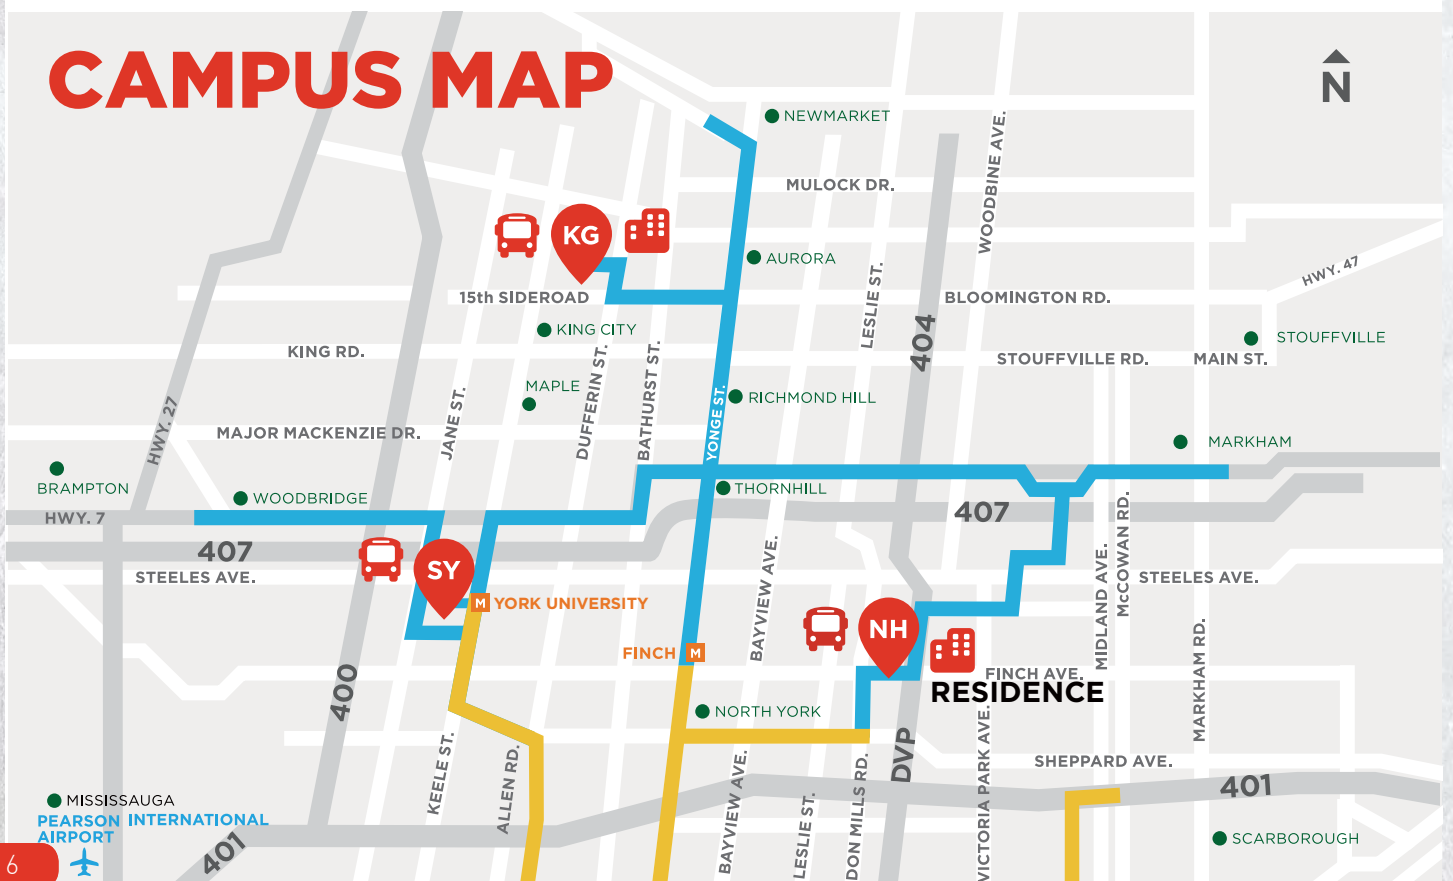 CAMPUS MAP
N
NEWMARKET
WOODBINE AVE.
MULOCK DR.
KG
AURORA
HWY. 47
LESLIE ST.
15th SIDEROAD
BLOOMINGTON RD.
404
KING CITY
STOUFFVILLE
KING RD.
DUFFERIN ST.
BATHURST ST.
STOUFFVILLE RD.
MAIN ST.
MAPLE
JANE ST.
YONGE ST.
RICHMOND HILL
HWY. 27
MAJOR MACKENZIE DR.
MARKHAM
BRAMPTON
WOODBRIDGE
THORNHILL
HWY. 7
407
407
STEELES AVE.
SY
BAYVIEW AVE.
MIDLAND AVE.
McCOWAN RD.
STEELES AVE.
M YORK UNIVERSITY
NH
FINCH M
MARKHAM RD.
400
FINCH AVE.
RESIDENCE
NORTH YORK
KEELE ST.
ALLEN RD.
BAYVIEW AVE.
LESLIE ST.
DON MILLS RD.
DVP
VICTORIA PARK AVE.
SHEPPARD AVE.
401
MISSISSAUGA
PEARSON INTERNATIONAL
AIRPORT
401
SCARBOROUGH
6